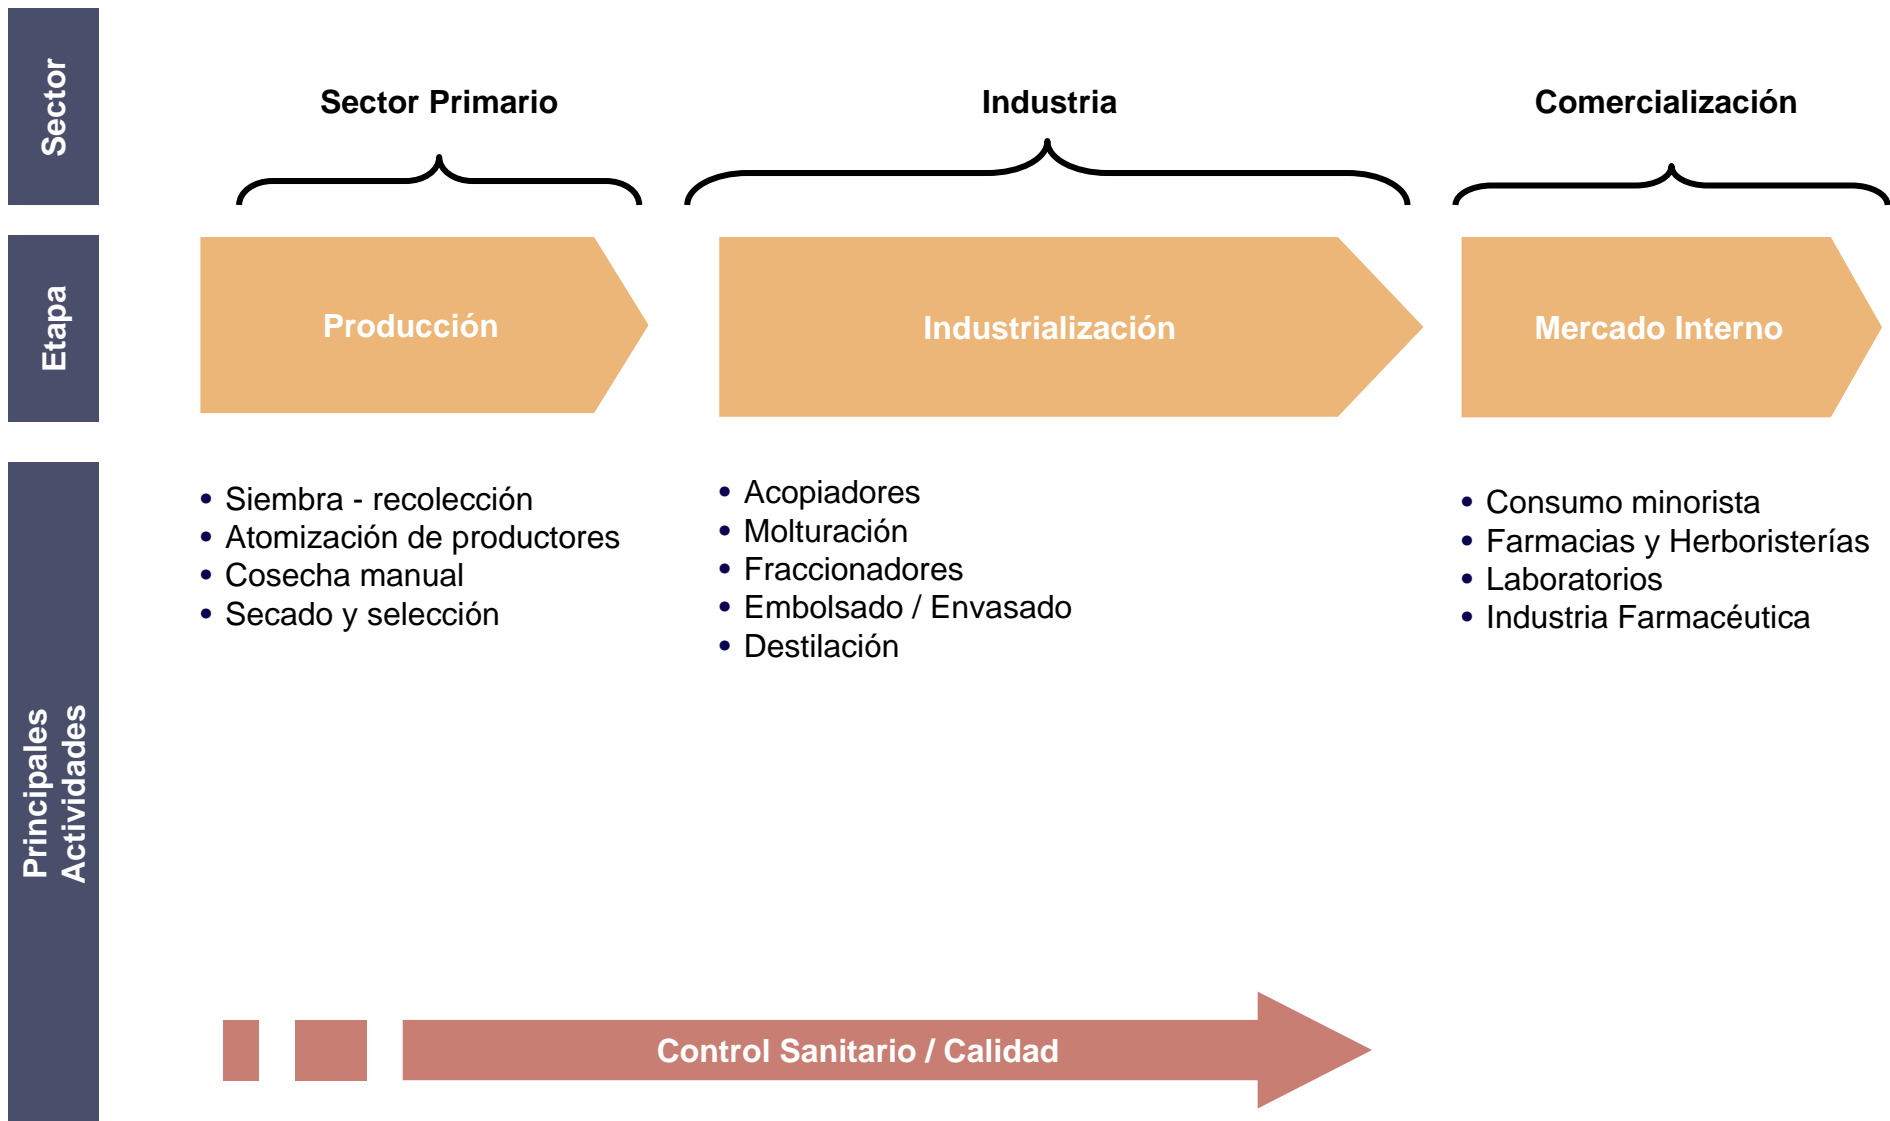 Sector
Sector Primario
Industria
Comercialización
Etapa
Producción
Industrialización
Mercado Interno
Principales
Actividades
• Siembra - recolección
• Atomización de productores
• Cosecha manual
• Secado y selección
• Acopiadores
• Molturación
• Fraccionadores
• Embolsado / Envasado
• Destilación
• Consumo minorista
• Farmacias y Herboristerías
• Laboratorios
• Industria Farmacéutica
Control Sanitario / Calidad